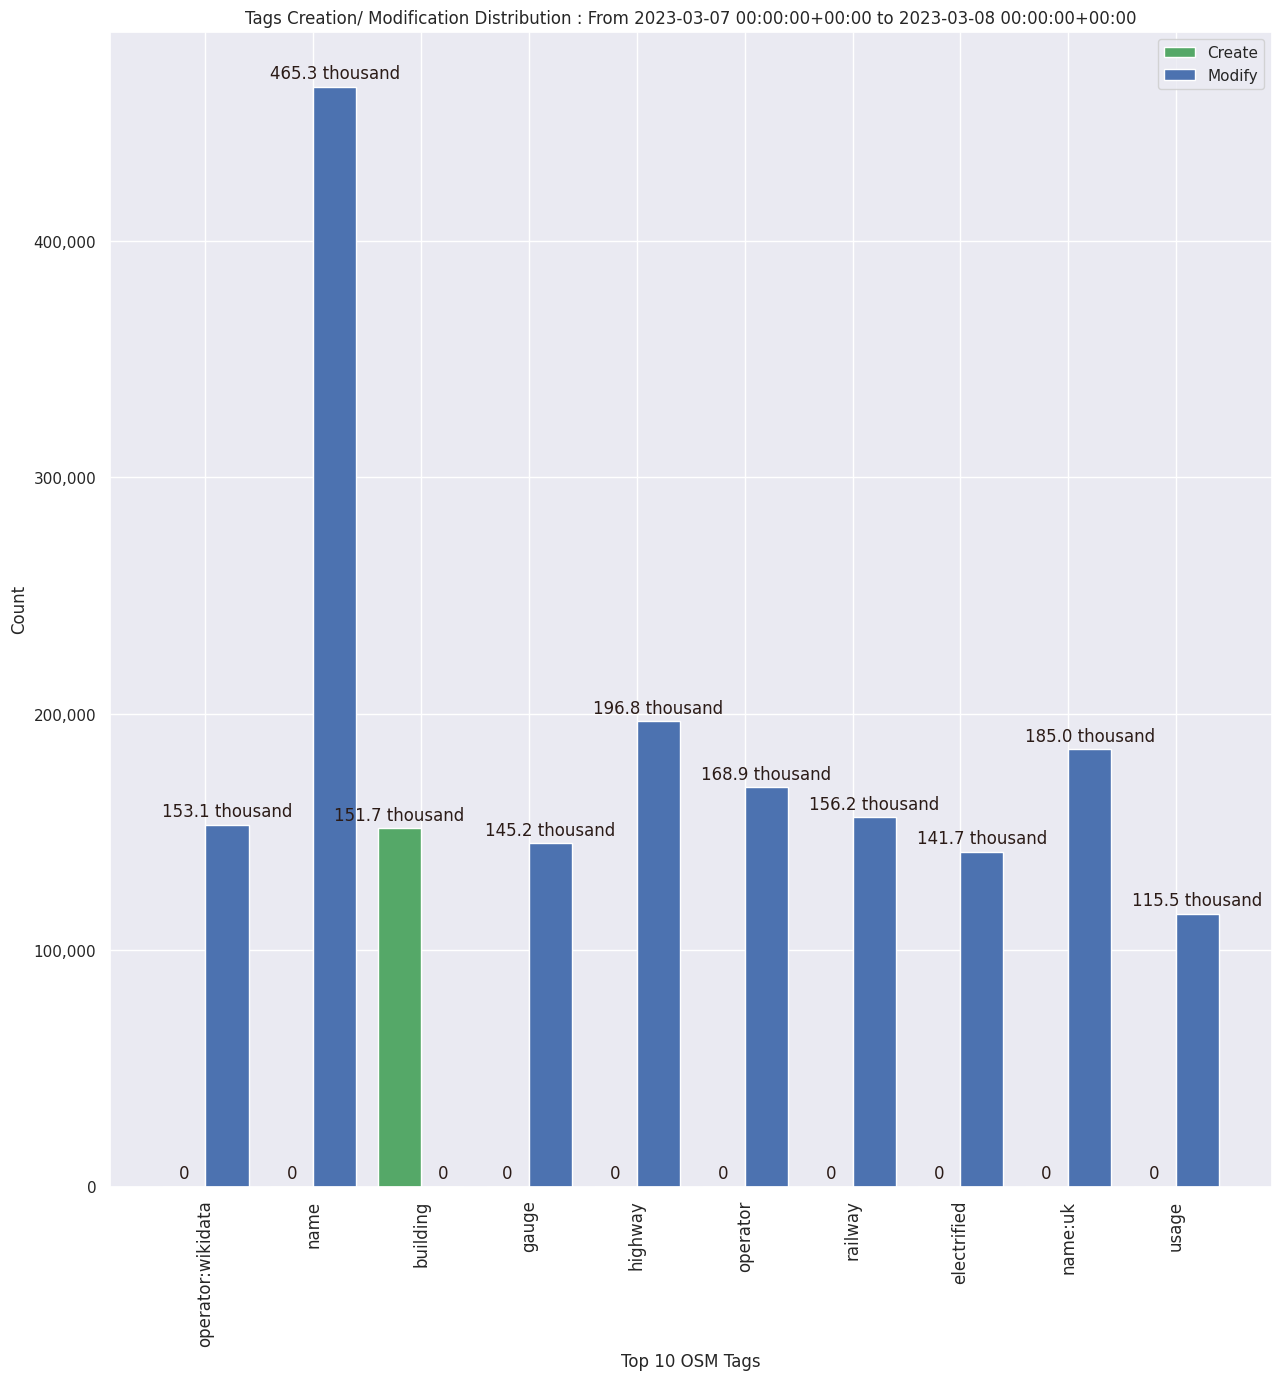 Tags Creation/ Modification Distribution : From 2023-03-07 00:00:00+00:00 to 2023-03-08 00:00:00+00:00
Create
Modify
Count
400,000
300,000
200,000
100,000
0
465.3 thousand
196.8 thousand
185.0 thousand
168.9 thousand
156.2 thousand
153.1 thousand
151.7 thousand
145.2 thousand
141.7 thousand
115.5 thousand
0
0
0
0
0
0
0
0
0
0
operator:wikidata
name
building
gauge
highway
operator
railway
electrified
name:uk
usage
Top 10 OSM Tags